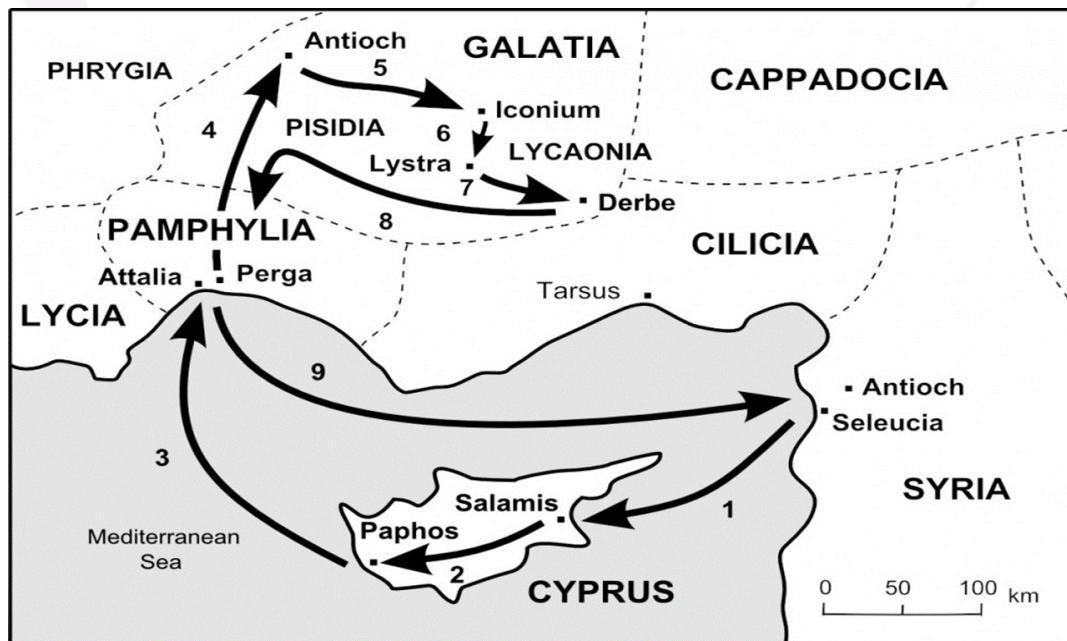 Antioch
GALATIA
PHRYGIA
CAPPADOCIA
5
Iconium
4
PISIDIA
6
Lystra
LYCAONIA
7
Derbe
8
PAMPHYLIA
CILICIA
Attalia
Perga
Tarsus
LYCIA
9
Antioch
Seleucia
3
SYRIA
Salamis
1
Paphos
Mediterranean
Sea
2
CYPRUS
0 50 100 km